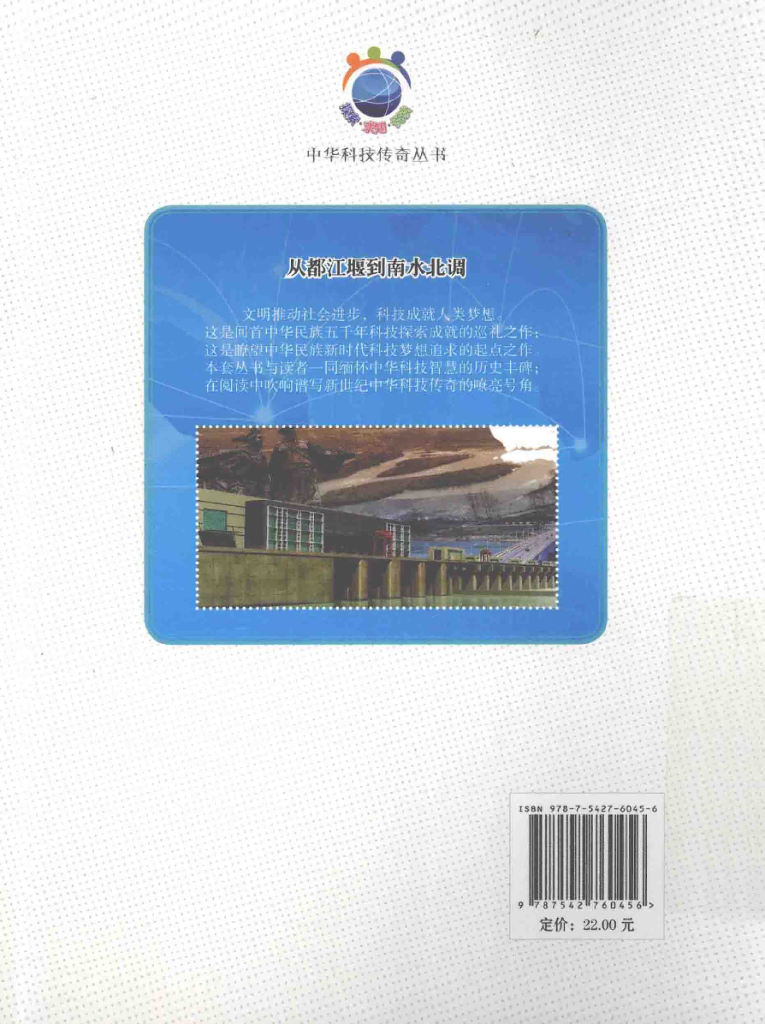 中华科技传奇丛书
从都江堰到南水北调
文明推动社会进步，科技成就人类梦想。
这是回首中华民族五千年科技探索成就的巡礼之作；
这是瞭望中华民族新时代科技梦想追求的起点之作
本套丛书与读者一同缅怀中华科技智慧的历史丰碑；
在阅读中吹响谱写新世纪中华科技传奇的嘹亮号角
ISBN 978-7-5427-6045-6
9 787542 760456 >
定价：22.00 元